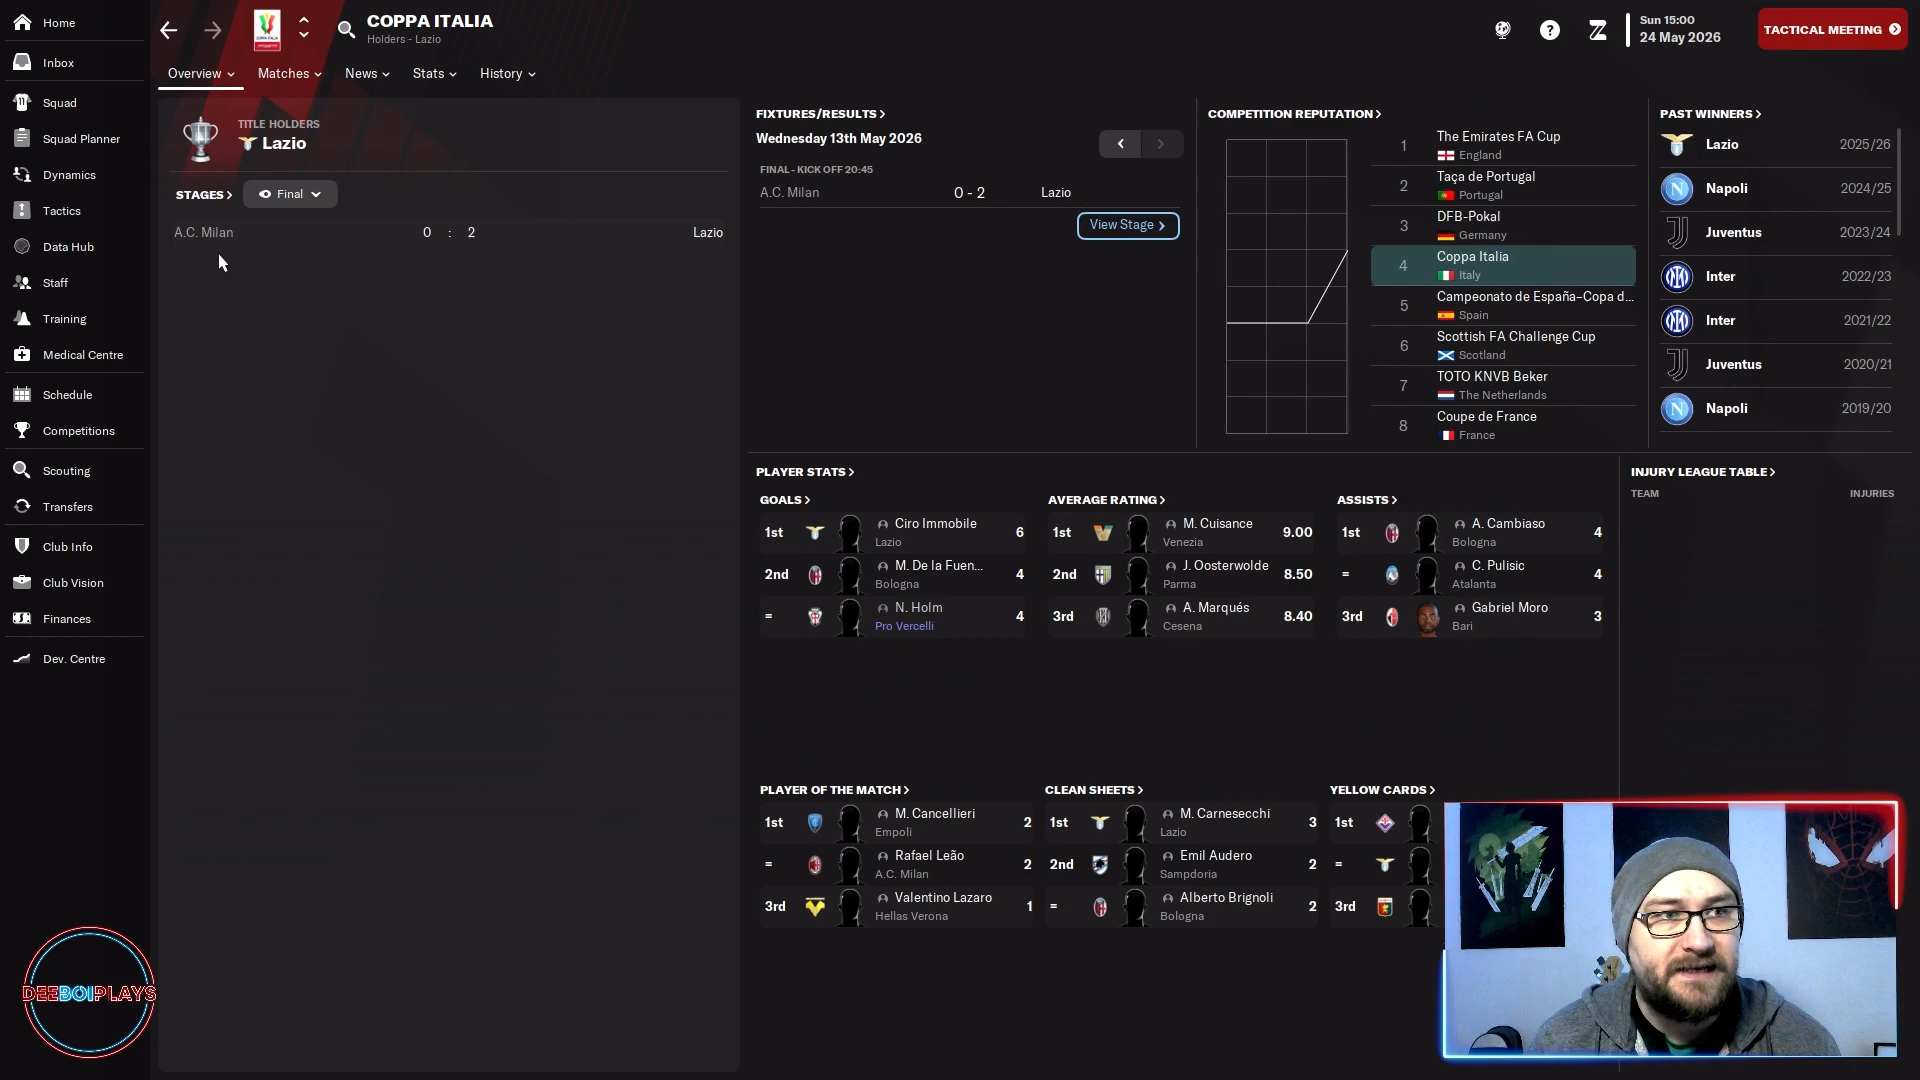 Home
Inbox
Squad
Squad Planner
Dynamics
Tactics
Data Hub
Staff
Training
Medical Centre
Schedule
Competitions
Scouting
Transfers
Club Info
Club Vision
Finances
Dev. Centre
DEEBOIPLAYS
COPPA ITALIA
Holders - Lazio
Sun 15:00
24 May 2026
TACTICAL MEETING
Overview
Matches
News
Stats
History
TITLE HOLDERS
Lazio
STAGES
Final
A.C. Milan 0 : 2 Lazio
FIXTURES/RESULTS
Wednesday 13th May 2026
FINAL - KICK OFF 20:45
A.C. Milan 0 - 2 Lazio
View Stage
COMPETITION REPUTATION
1 The Emirates FA Cup
England
2 Taça de Portugal
Portugal
3 DFB-Pokal
Germany
4 Coppa Italia
Italy
5 Campeonato de España–Copa d...
Spain
6 Scottish FA Challenge Cup
Scotland
7 TOTO KNVB Beker
The Netherlands
8 Coupe de France
France
PAST WINNERS
Lazio 2025/26
Napoli 2024/25
Juventus 2023/24
Inter 2022/23
Inter 2021/22
Juventus 2020/21
Napoli 2019/20
PLAYER STATS
GOALS
1st Ciro Immobile 6
Lazio
2nd M. De la Fuen... 4
Bologna
= N. Holm 4
Pro Vercelli
AVERAGE RATING
1st M. Cuisance 9.00
Venezia
2nd J. Oosterwolde 8.50
Parma
3rd A. Marqués 8.40
Cesena
ASSISTS
1st A. Cambiaso 4
Bologna
= C. Pulisic 4
Atalanta
3rd Gabriel Moro 3
Bari
INJURY LEAGUE TABLE
TEAM INJURIES
PLAYER OF THE MATCH
1st M. Cancellieri 2
Empoli
= Rafael Leão 2
A.C. Milan
3rd Valentino Lazaro 1
Hellas Verona
CLEAN SHEETS
1st M. Carnesecchi 3
Lazio
2nd Emil Audero 2
Sampdoria
= Alberto Brignoli 2
Bologna
YELLOW CARDS
1st
=
3rd